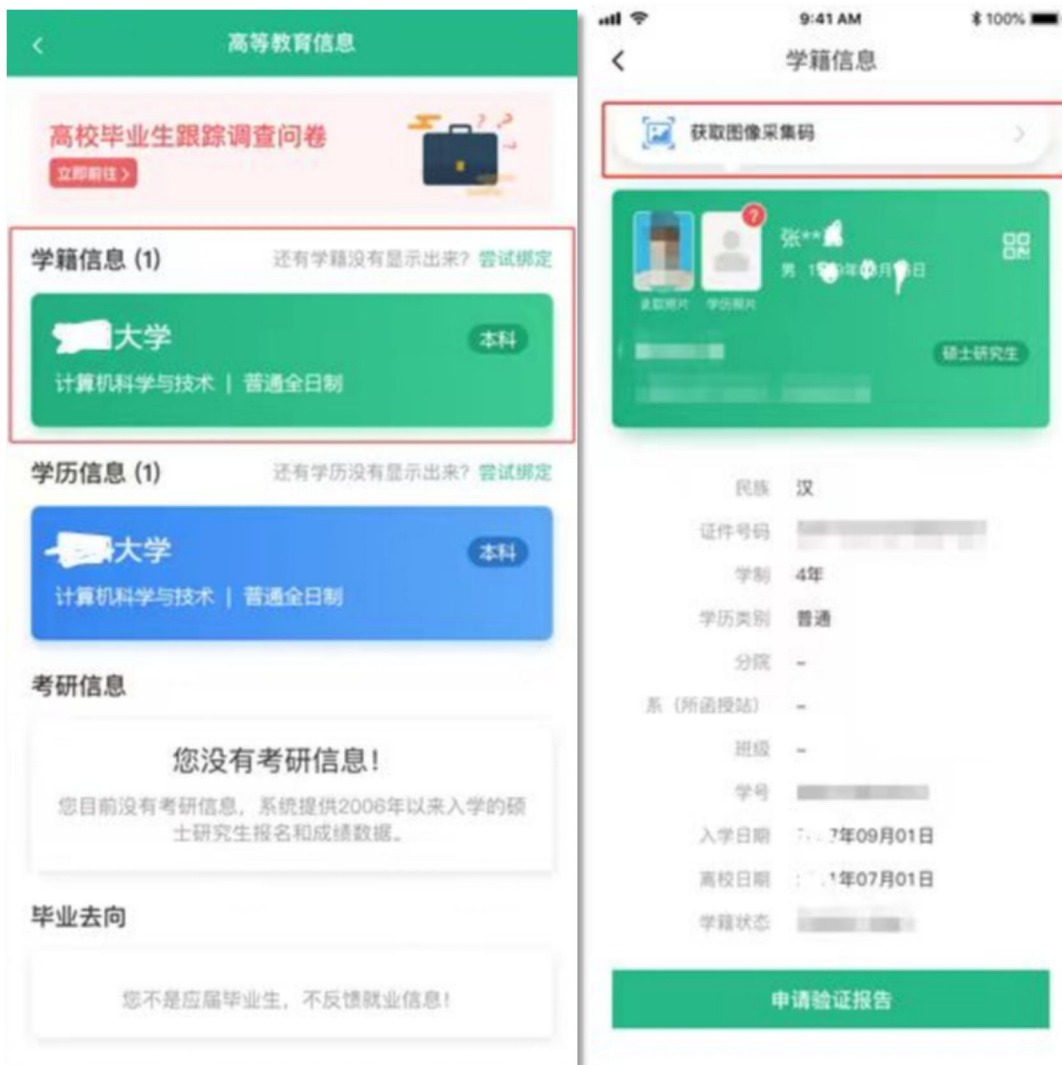 高等教育信息
高校毕业生跟踪调查问卷
立即前往 >
学籍信息 (1)
还有学籍没有显示出来? 尝试绑定
大学
本科
计算机科学与技术 | 普通全日制
学历信息 (1)
还有学历没有显示出来? 尝试绑定
大学
本科
计算机科学与技术 | 普通全日制
考研信息
您没有考研信息!
您目前没有考研信息, 系统提供2006年以来入学的硕
士研究生报名和成绩数据。
毕业去向
您不是应届毕业生, 不反馈就业信息!
9:41 AM
100%
学籍信息
获取图像采集码
?
张**
男
年 月 日
录取照片 学历照片
硕士研究生
民族 汉
证件号码
学制 4年
学历类别 普通
分院 -
系 (所函授站) -
班级 -
学号
入学日期 7年09月01日
离校日期 1年07月01日
学籍状态
申请验证报告